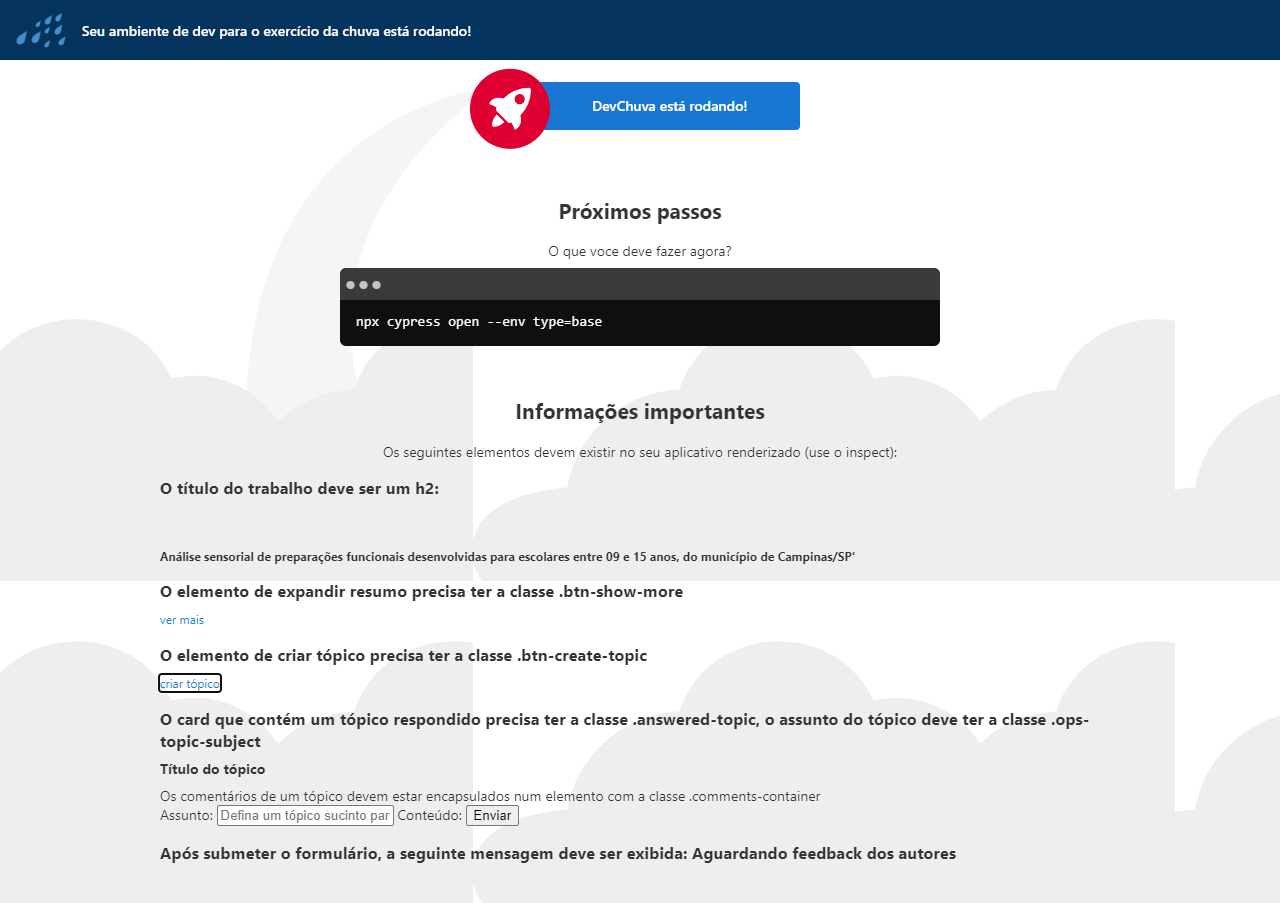 Seu ambiente de dev para o exercício da chuva está rodando!
DevChuva está rodando!
Próximos passos
O que voce deve fazer agora?
npx cypress open --env type=base
Informações importantes
Os seguintes elementos devem existir no seu aplicativo renderizado (use o inspect):
O título do trabalho deve ser um h2:
Análise sensorial de preparações funcionais desenvolvidas para escolares entre 09 e 15 anos, do município de Campinas/SP'
O elemento de expandir resumo precisa ter a classe .btn-show-more
ver mais
O elemento de criar tópico precisa ter a classe .btn-create-topic
criar tópico
O card que contém um tópico respondido precisa ter a classe .answered-topic, o assunto do tópico deve ter a classe .ops-
topic-subject
Título do tópico
Os comentários de um tópico devem estar encapsulados num elemento com a classe .comments-container
Assunto: Defina um tópico sucinto par Conteúdo: Enviar
Após submeter o formulário, a seguinte mensagem deve ser exibida: Aguardando feedback dos autores